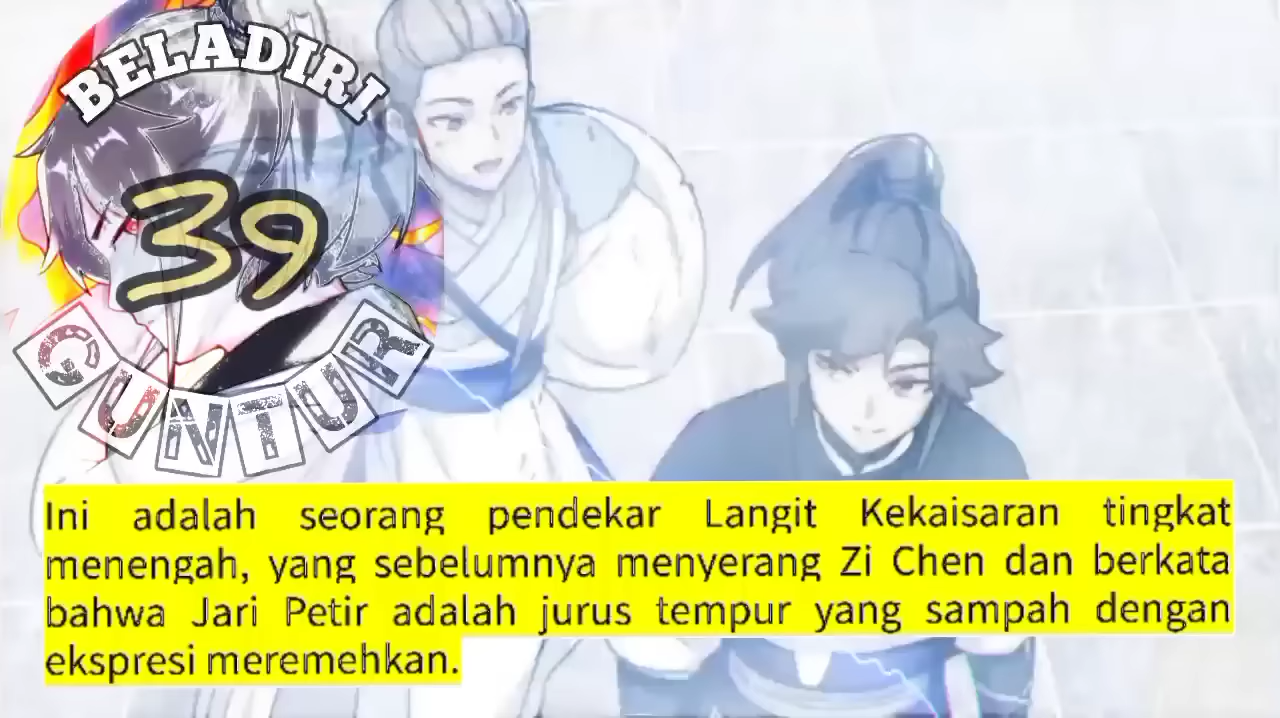 BELADIRI
39
GUNTUR
Ini adalah seorang pendekar Langit Kekaisaran tingkat
menengah, yang sebelumnya menyerang Zi Chen dan berkata
bahwa Jari Petir adalah jurus tempur yang sampah dengan
ekspresi meremehkan.